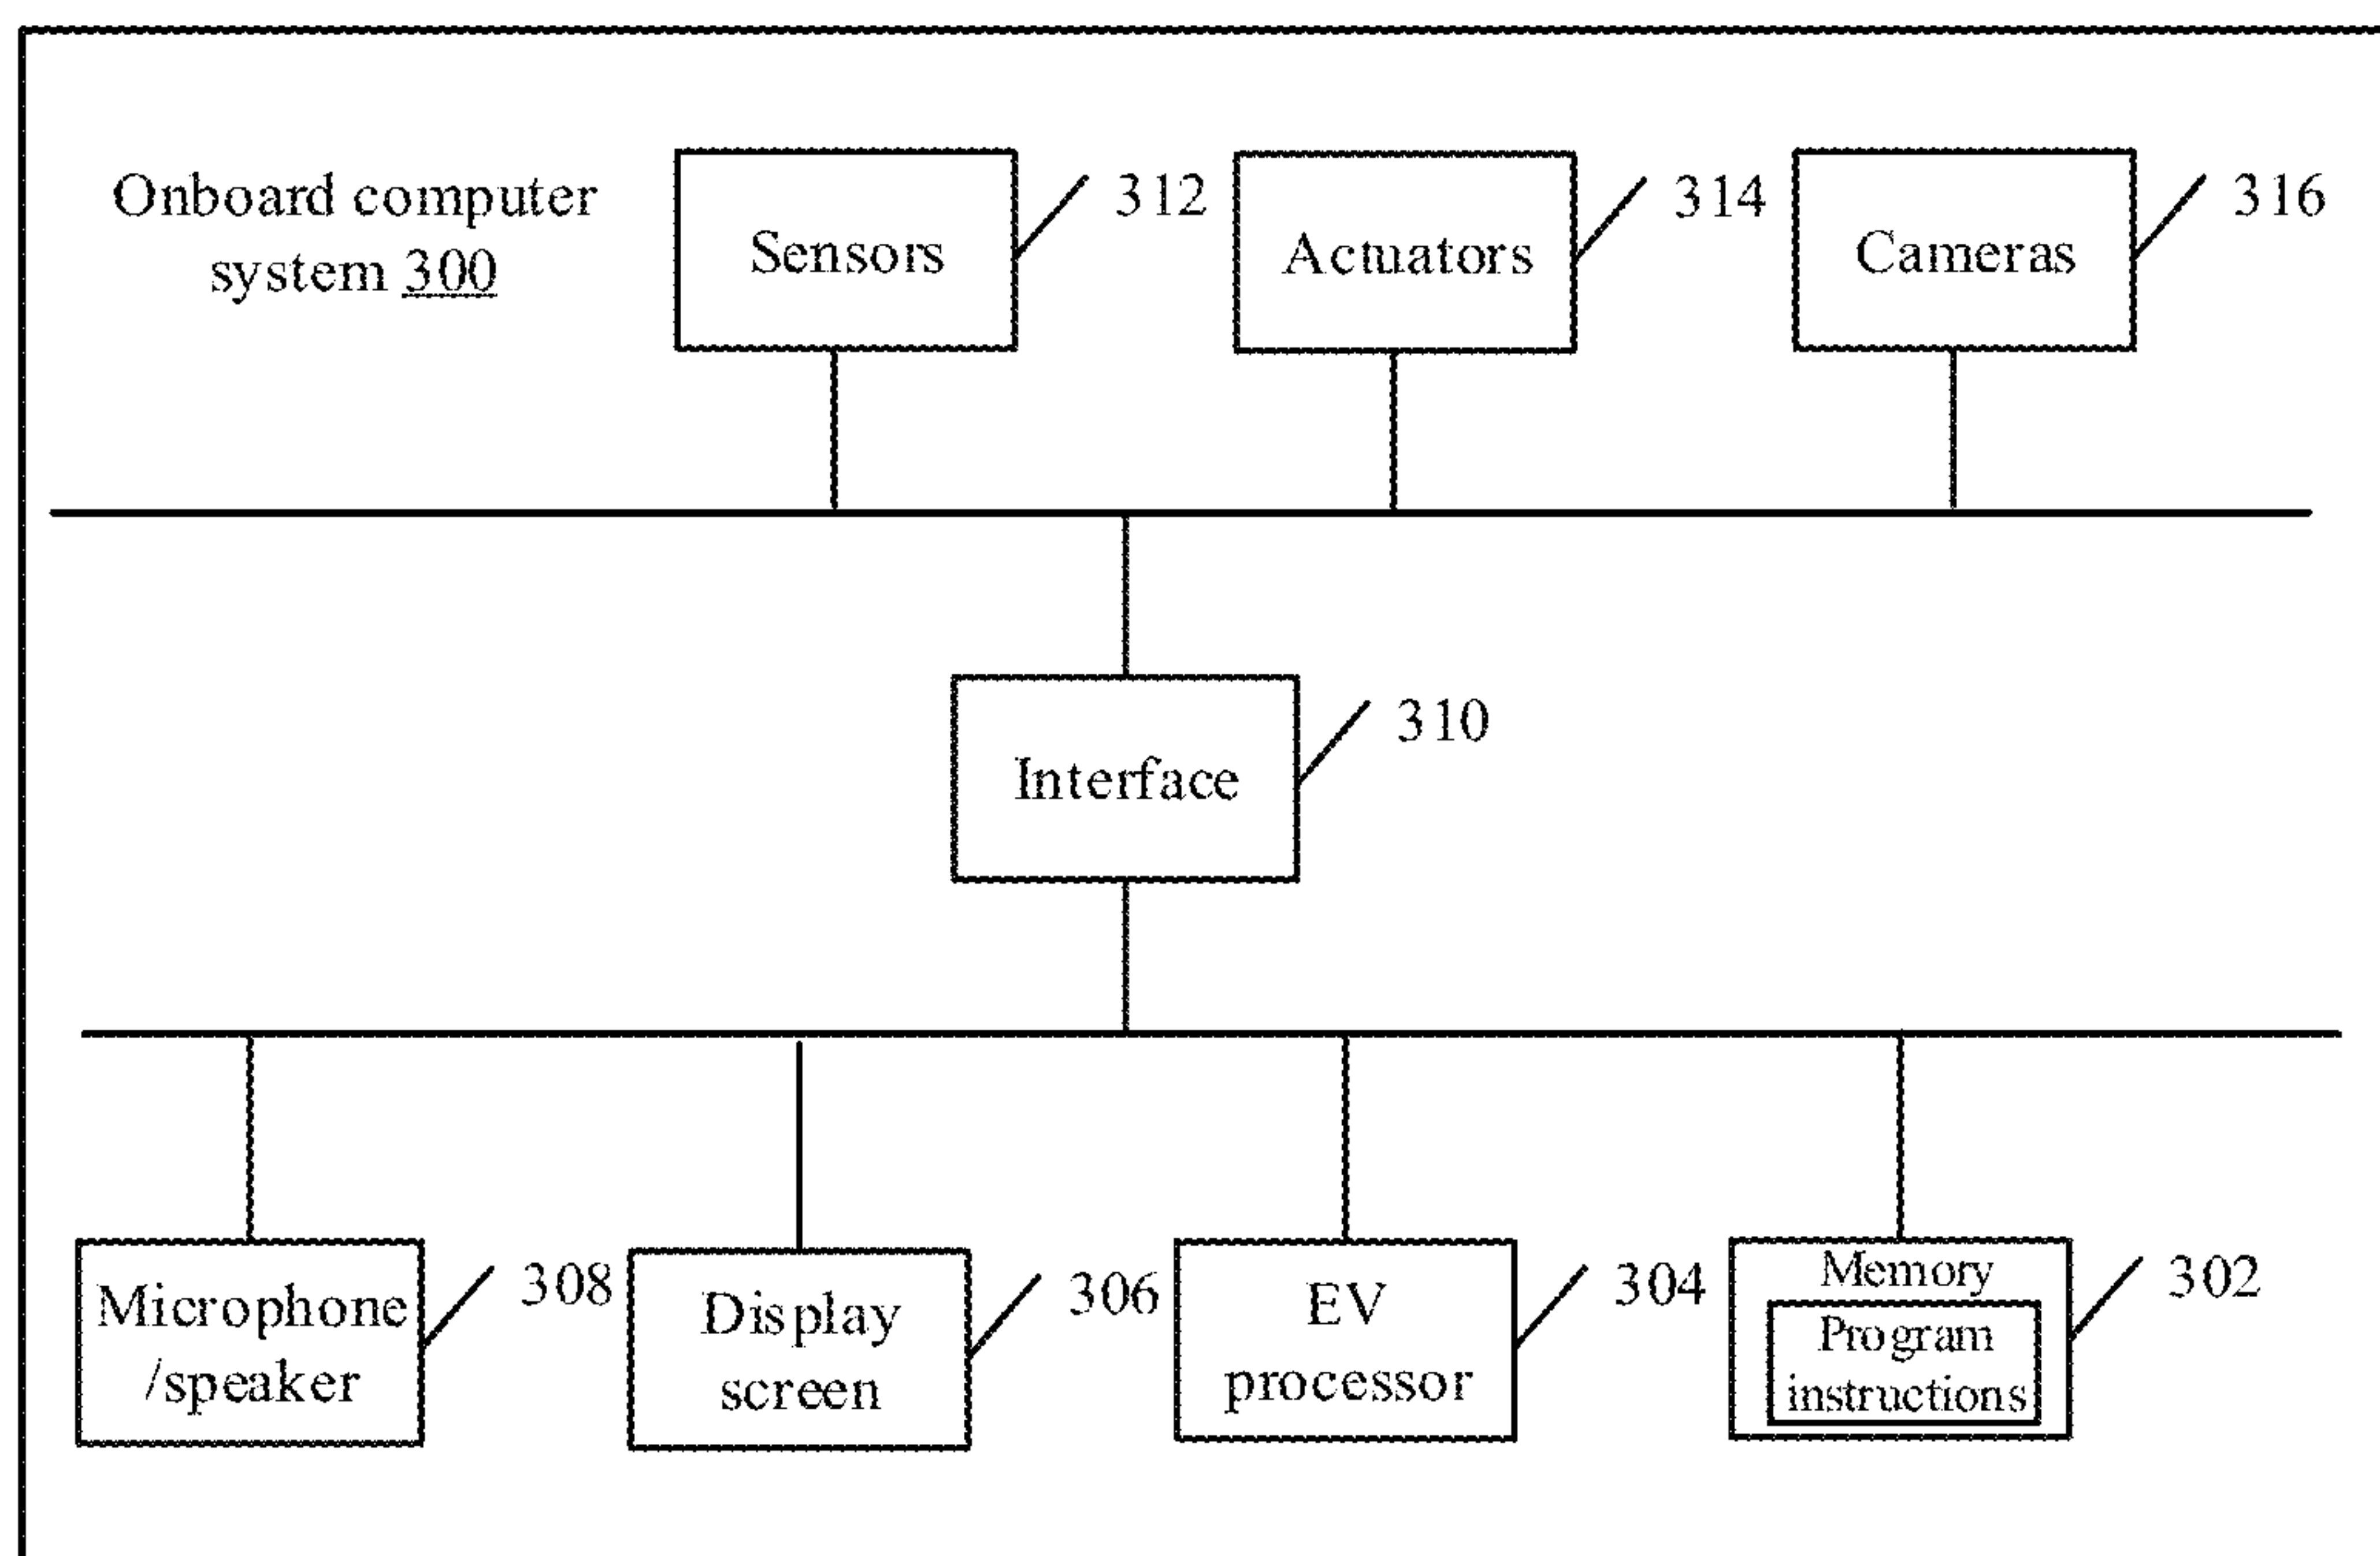 Onboard computer
system 300
Sensors
312
Actuators
314
Cameras
316
Interface
310
Microphone
/speaker
308
Display
screen
306
EV
processor
304
Memory
Program
instructions
302